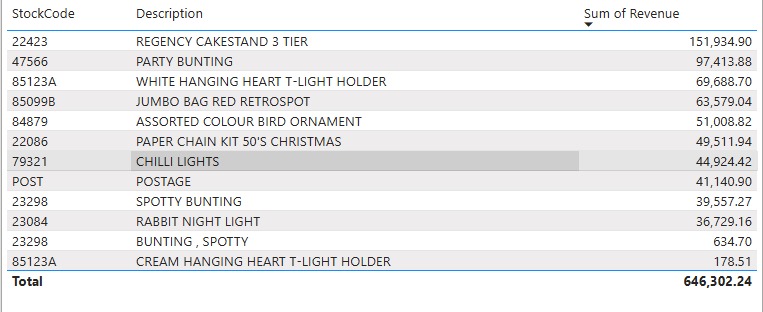 StockCode Description Sum of Revenue
22423 REGENCY CAKESTAND 3 TIER 151,934.90
47566 PARTY BUNTING 97,413.88
85123A WHITE HANGING HEART T-LIGHT HOLDER 69,688.70
85099B JUMBO BAG RED RETROSPOT 63,579.04
84879 ASSORTED COLOUR BIRD ORNAMENT 51,008.82
22086 PAPER CHAIN KIT 50'S CHRISTMAS 49,511.94
79321 CHILLI LIGHTS 44,924.42
POST POSTAGE 41,140.90
23298 SPOTTY BUNTING 39,557.27
23084 RABBIT NIGHT LIGHT 36,729.16
23298 BUNTING , SPOTTY 634.70
85123A CREAM HANGING HEART T-LIGHT HOLDER 178.51
Total 646,302.24